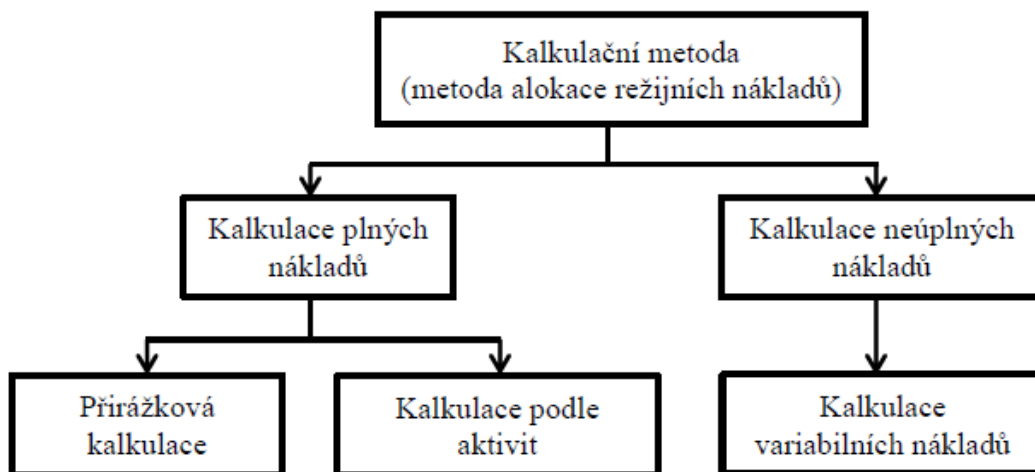 Kalkulační metoda
(metoda alokace režijních nákladů)
Kalkulace plných
nákladů
Kalkulace neúplných
nákladů
Přirážková
kalkulace
Kalkulace podle
aktivit
Kalkulace
variabilních nákladů